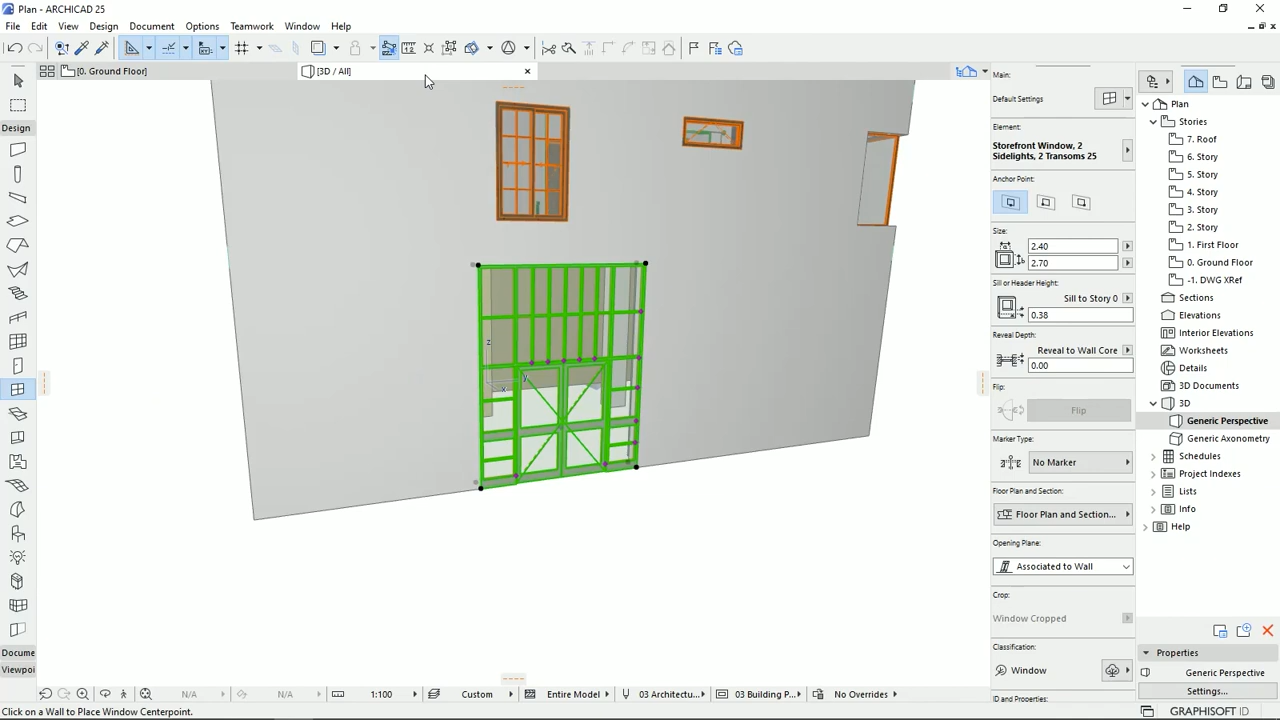 Plan - ARCHICAD 25
File Edit View Design Document Options Teamwork Window Help
[0. Ground Floor]
[3D / All]
Design
Docume
Viewpoi
z
y
x
Main:
Default Settings
Element:
Storefront Window, 2
Sidelights, 2 Transoms 25
Anchor Point:
Size:
2.40
2.70
Sill or Header Height:
Sill to Story 0
0.38
Reveal Depth:
Reveal to Wall Core
0.00
Flip:
Flip
Marker Type:
No Marker
Floor Plan and Section:
Floor Plan and Section...
Opening Plane:
Associated to Wall
Crop:
Window Cropped
Classification:
Window
ID and Properties:
Plan
Stories
7. Roof
6. Story
5. Story
4. Story
3. Story
2. Story
1. First Floor
0. Ground Floor
-1. DWG XRef
Sections
Elevations
Interior Elevations
Worksheets
Details
3D Documents
3D
Generic Perspective
Generic Axonometry
Schedules
Project Indexes
Lists
Info
Help
Properties
Generic Perspective
Settings...
N/A N/A 1:100 Custom Entire Model 03 Architectu... 03 Building P... No Overrides
Click on a Wall to Place Window Centerpoint.
GRAPHISOFT ID